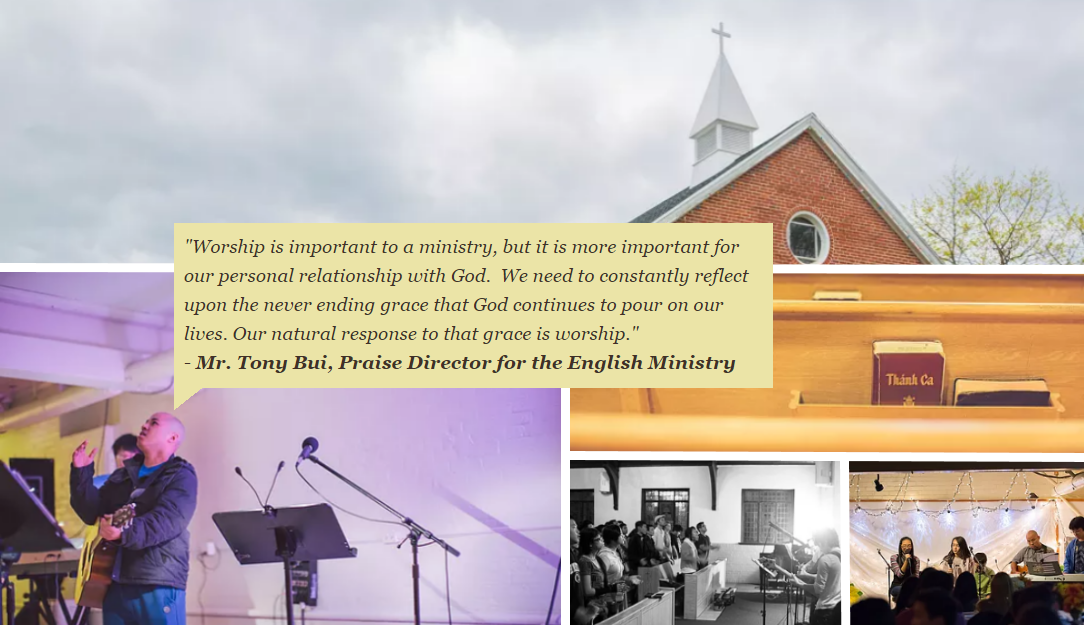 "Worship is important to a ministry, but it is more important for
our personal relationship with God.  We need to constantly reflect
upon the never ending grace that God continues to pour on our
lives. Our natural response to that grace is worship."
- Mr. Tony Bui, Praise Director for the English Ministry
Thánh Ca